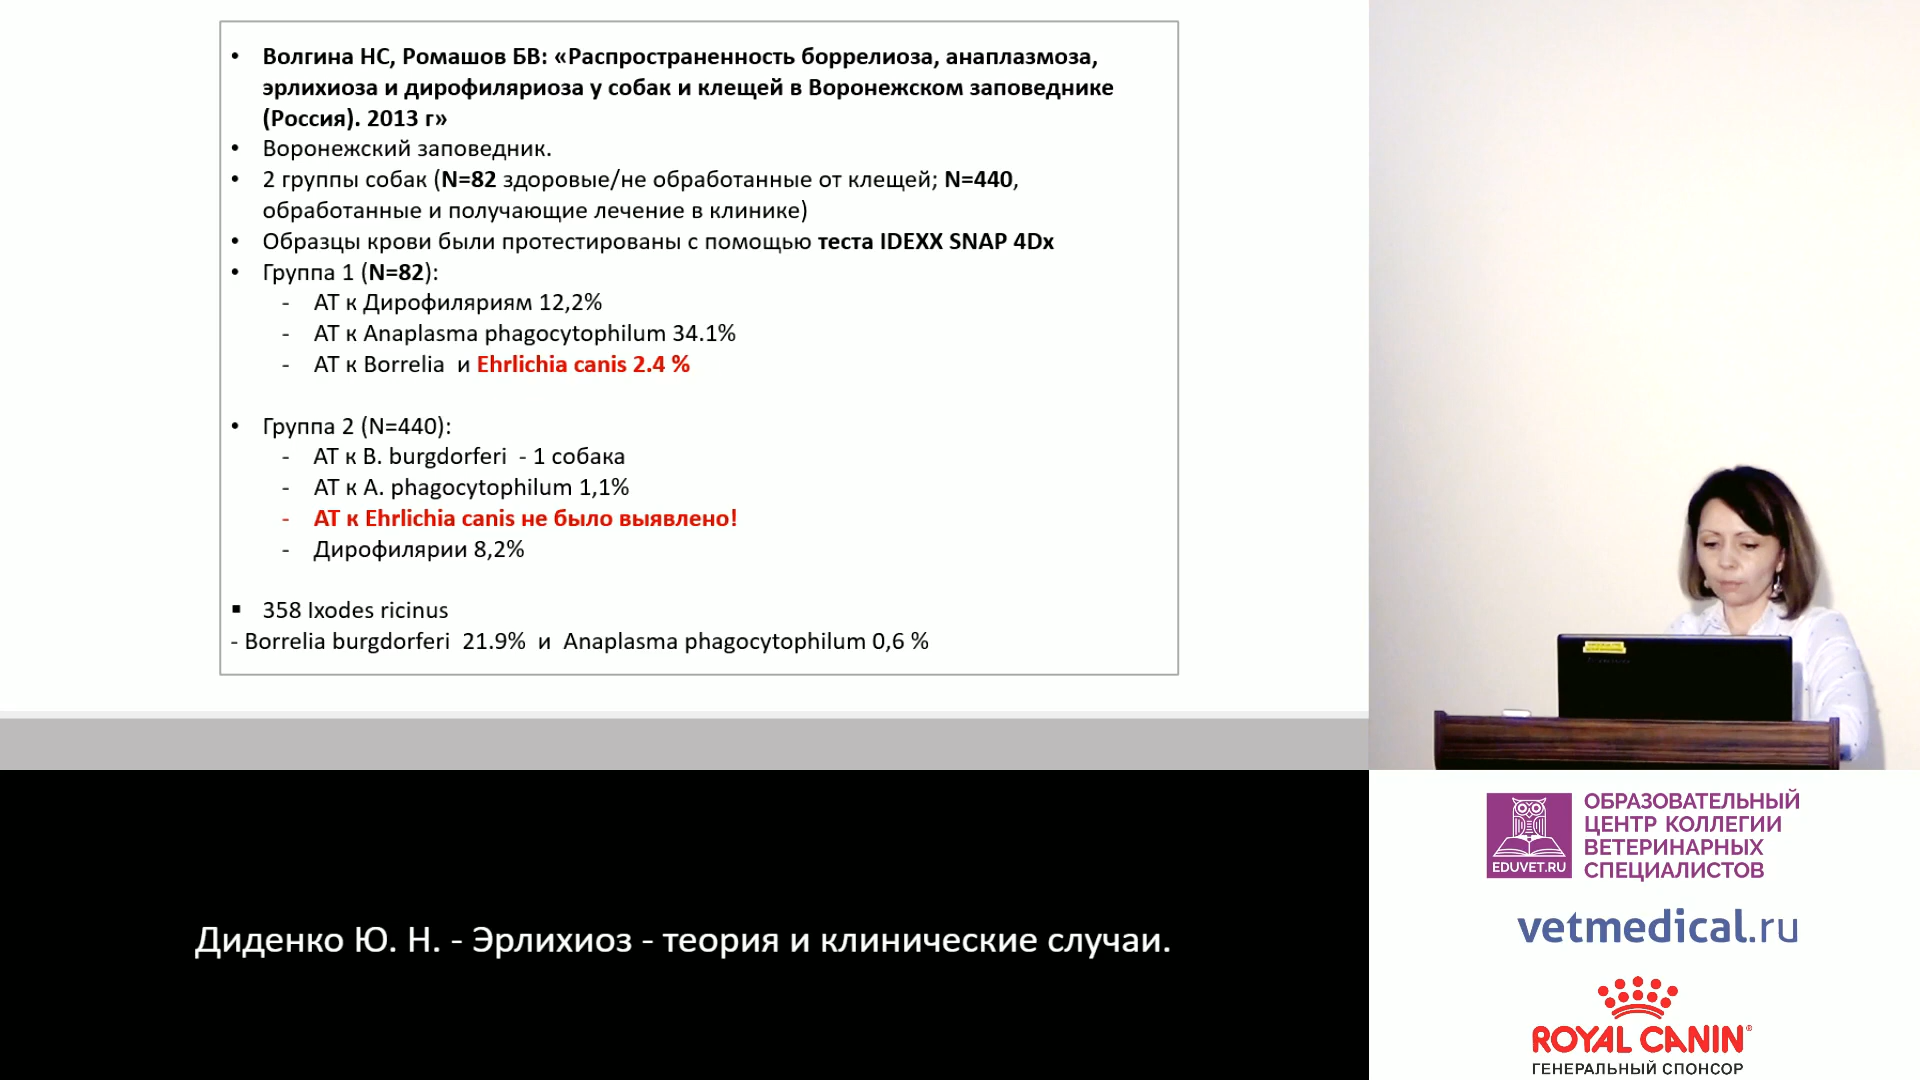 • Волгина НС, Ромашов БВ: «Распространенность боррелиоза, анаплазмоза,
эрлихиоза и дирофиляриоза у собак и клещей в Воронежском заповеднике
(Россия). 2013 г»
• Воронежский заповедник.
• 2 группы собак (N=82 здоровые/не обработанные от клещей; N=440,
обработанные и получающие лечение в клинике)
• Образцы крови были протестированы с помощью теста IDEXX SNAP 4Dx
• Группа 1 (N=82):
- АТ к Дирофиляриям 12,2%
- АТ к Anaplasma phagocytophilum 34.1%
- АТ к Borrelia и Ehrlichia canis 2.4 %
• Группа 2 (N=440):
- АТ к B. burgdorferi - 1 собака
- АТ к A. phagocytophilum 1,1%
- АТ к Ehrlichia canis не было выявлено!
- Дирофилярии 8,2%
▪ 358 Ixodes ricinus
- Borrelia burgdorferi 21.9% и Anaplasma phagocytophilum 0,6 %
Диденко Ю. Н. - Эрлихиоз - теория и клинические случаи.
EDUVET.RU
ОБРАЗОВАТЕЛЬНЫЙ
ЦЕНТР КОЛЛЕГИИ
ВЕТЕРИНАРНЫХ
СПЕЦИАЛИСТОВ
vetmedical.ru
ROYAL CANIN®
ГЕНЕРАЛЬНЫЙ СПОНСОР